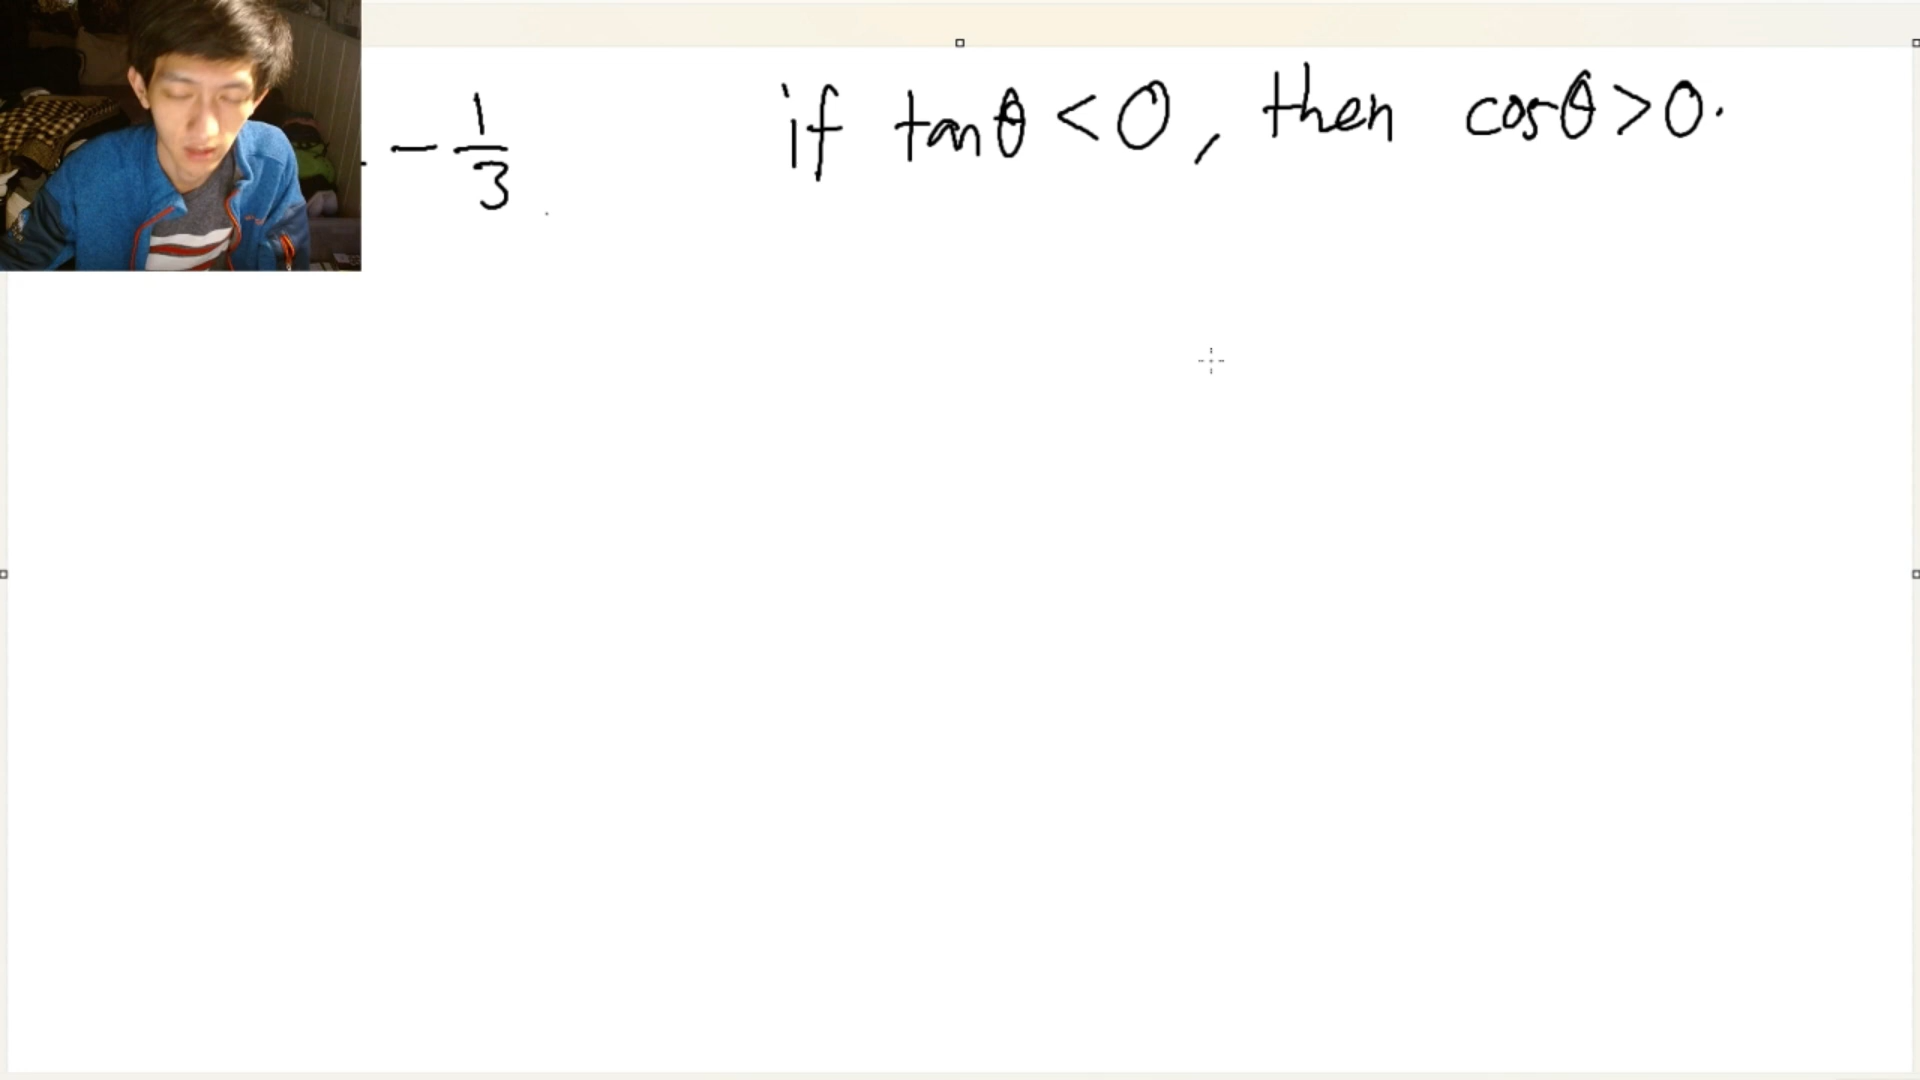 - 1/3 if tanθ < 0, then cosθ > 0.